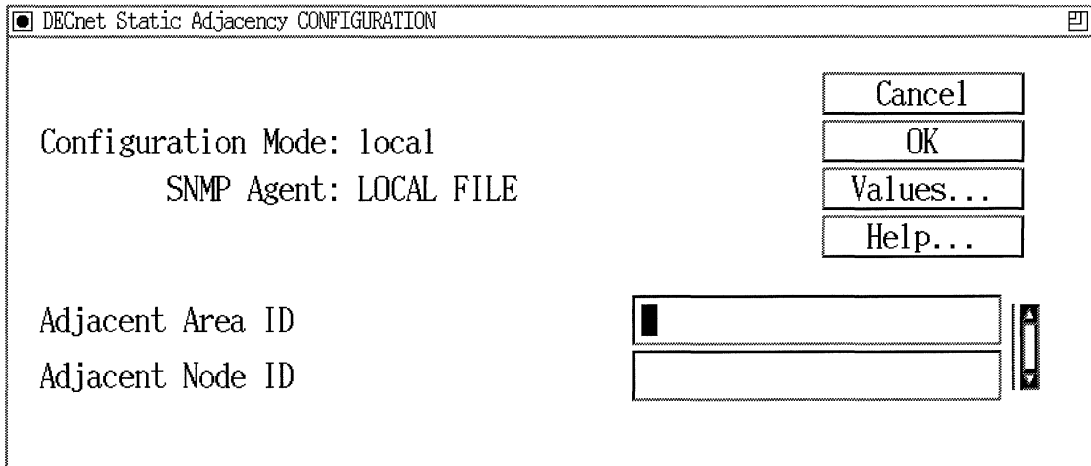 DECnet Static Adjacency CONFIGURATION
Cancel
Configuration Mode: local
OK
SNMP Agent: LOCAL FILE
Values...
Help...
Adjacent Area ID
Adjacent Node ID